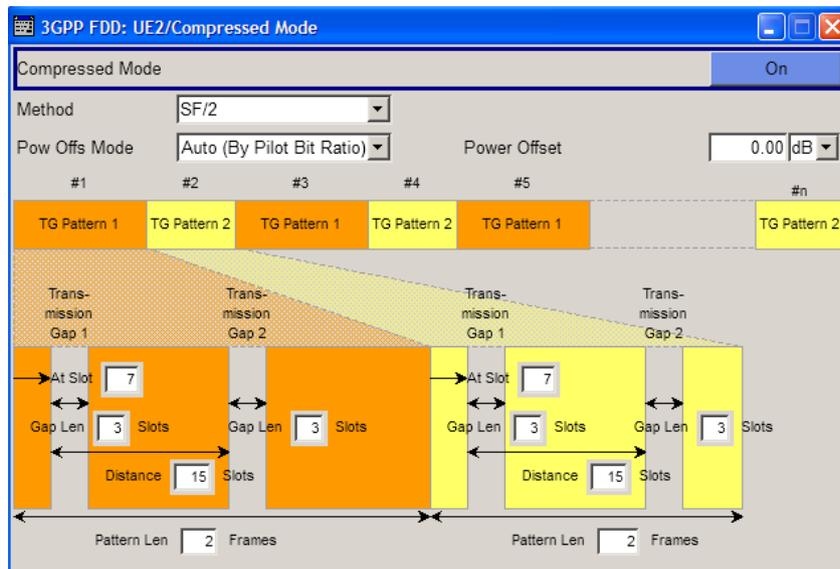 3GPP FDD: UE2/Compressed Mode
Compressed Mode On
Method SF/2
Pow Offs Mode Auto (By Pilot Bit Ratio) Power Offset 0.00 dB
#1 #2 #3 #4 #5 #n
TG Pattern 1 TG Pattern 2 TG Pattern 1 TG Pattern 2 TG Pattern 1 TG Pattern 2
Trans- Trans- Trans- Trans-
mission mission mission mission
Gap 1 Gap 2 Gap 1 Gap 2
At Slot 7 At Slot 7
Gap Len 3 Slots Gap Len 3 Slots Gap Len 3 Slots Gap Len 3 Slots
Distance 15 Slots Distance 15 Slots
Pattern Len 2 Frames Pattern Len 2 Frames